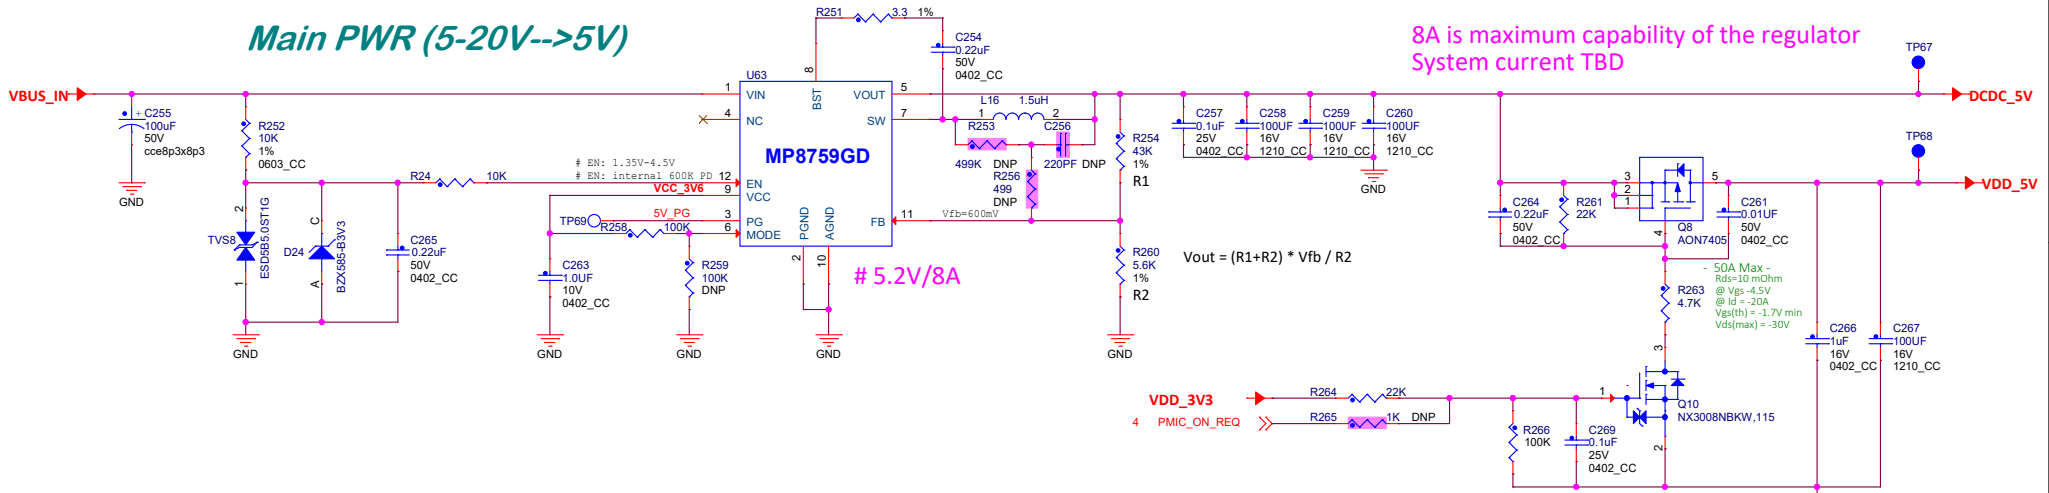 Main PWR (5-20V-->5V)
8A is maximum capability of the regulator
System current TBD
VBUS_IN
C255
100uF
50V
cce8p3x8p3
GND
R252
10K
1%
0603_CC
2
TVS8
ESD5B5.0ST1G
1
GND
C
D24
BZX585-B3V3
A
C265
0.22uF
50V
0402_CC
R24
10K
# EN: 1.35V-4.5V
# EN: internal 600K PD
VCC_3V6
5V_PG
TP69
R258
100K
C263
1.0UF
10V
0402_CC
GND
R259
100K
DNP
GND
R251
3.3
1%
C254
0.22uF
50V
0402_CC
U63
MP8759GD
1
VIN
4
NC
12
EN
9
VCC
3
PG
6
MODE
8
BST
5
VOUT
7
SW
11
FB
2
PGND
10
AGND
GND
# 5.2V/8A
L16
1.5uH
1
2
R253
499K
DNP
C256
220PF
DNP
R256
499
DNP
Vfb=600mV
R254
43K
1%
R1
R260
5.6K
1%
R2
GND
Vout = (R1+R2) * Vfb / R2
C257
0.1uF
25V
0402_CC
C258
100UF
16V
1210_CC
C259
100UF
16V
1210_CC
C260
100UF
16V
1210_CC
GND
TP67
DCDC_5V
TP68
VDD_5V
C264
0.22uF
50V
0402_CC
R261
22K
3
2
1
5
4
Q8
AON7405
C261
0.01UF
50V
0402_CC
- 50A Max -
Rds=10 mOhm
@ Vgs -4.5V
@ Id = -20A
Vgs(th) = -1.7V min
Vds(max) = -30V
R263
4.7K
3
1
2
Q10
NX3008NBKW,115
C266
1uF
16V
0402_CC
C267
100UF
16V
1210_CC
VDD_3V3
4 PMIC_ON_REQ
R264
22K
R265
1K
DNP
R266
100K
C269
0.1uF
25V
0402_CC